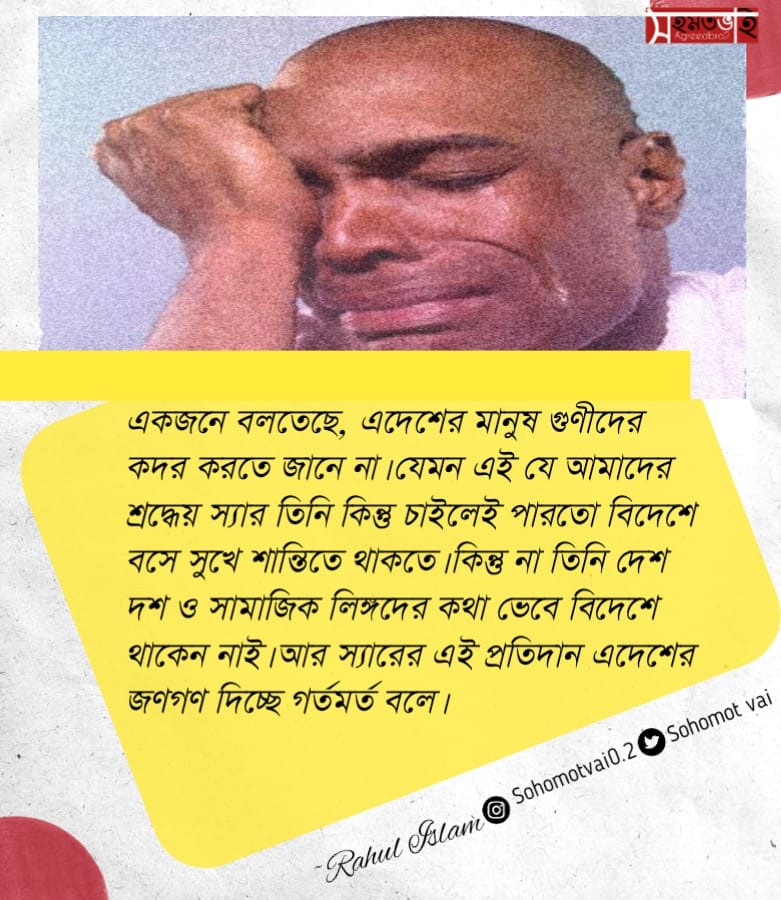 সহমতভাই
Agreeabro?
একজনে বলতেছে, এদেশের মানুষ গুণীদের
কদর করতে জানে না।যেমন এই যে আমাদের
শ্রদ্ধেয় স্যার তিনি কিন্তু চাইলেই পারতো বিদেশে
বসে সুখে শান্তিতে থাকতে।কিন্তু না তিনি দেশ
দশ ও সামাজিক লিঙ্গদের কথা ভেবে বিদেশে
থাকেন নাই।আর স্যারের এই প্রতিদান এদেশের
জণগণ দিচ্ছে গর্তমর্ত বলে।
-Rahul Islam Sohomotvai0.2 Sohomot vai